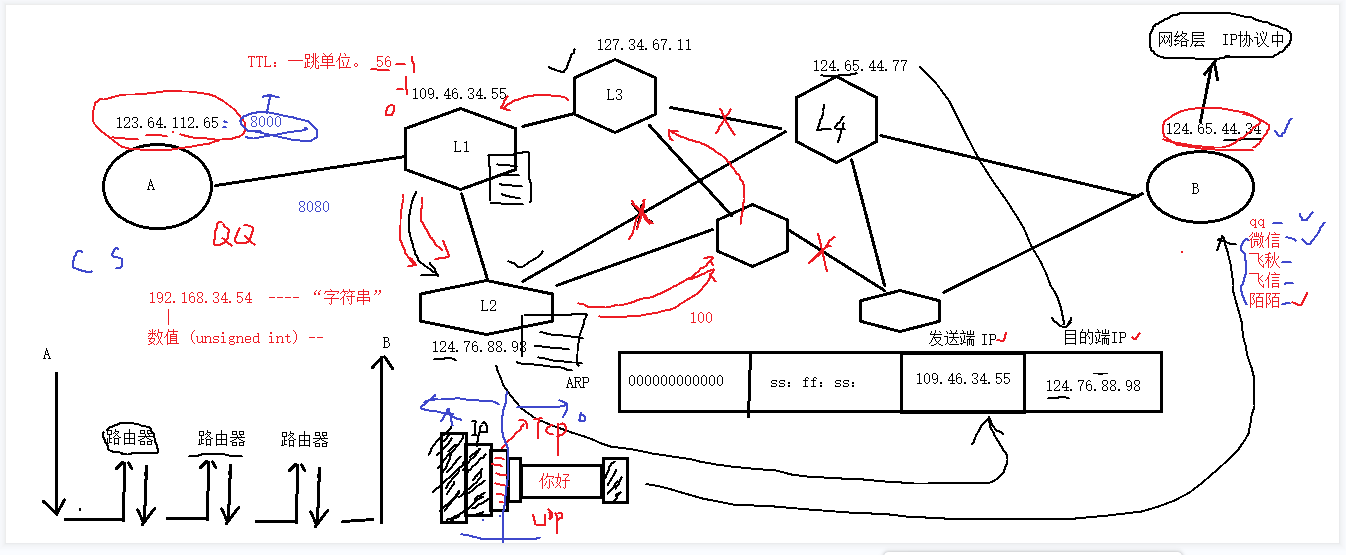 网络层 IP协议中
127.34.67.11
TTL: 一跳单位。 56-1
-1
0
109.46.34.55
L3
124.65.44.77
123.64.112.65: 8000
L4
124.65.44.34
L1
A
B
8080
QQ
C S
qq
微信
飞秋
飞信
陌陌
192.168.34.54 ---- “字符串”
数值 (unsigned int) --
L2
100
124.76.88.98
发送端 IP
目的端IP
ARP
000000000000
ss: ff: ss:
109.46.34.55
124.76.88.98
A
B
路由器
路由器
路由器
IP
Tcp
你好
udp